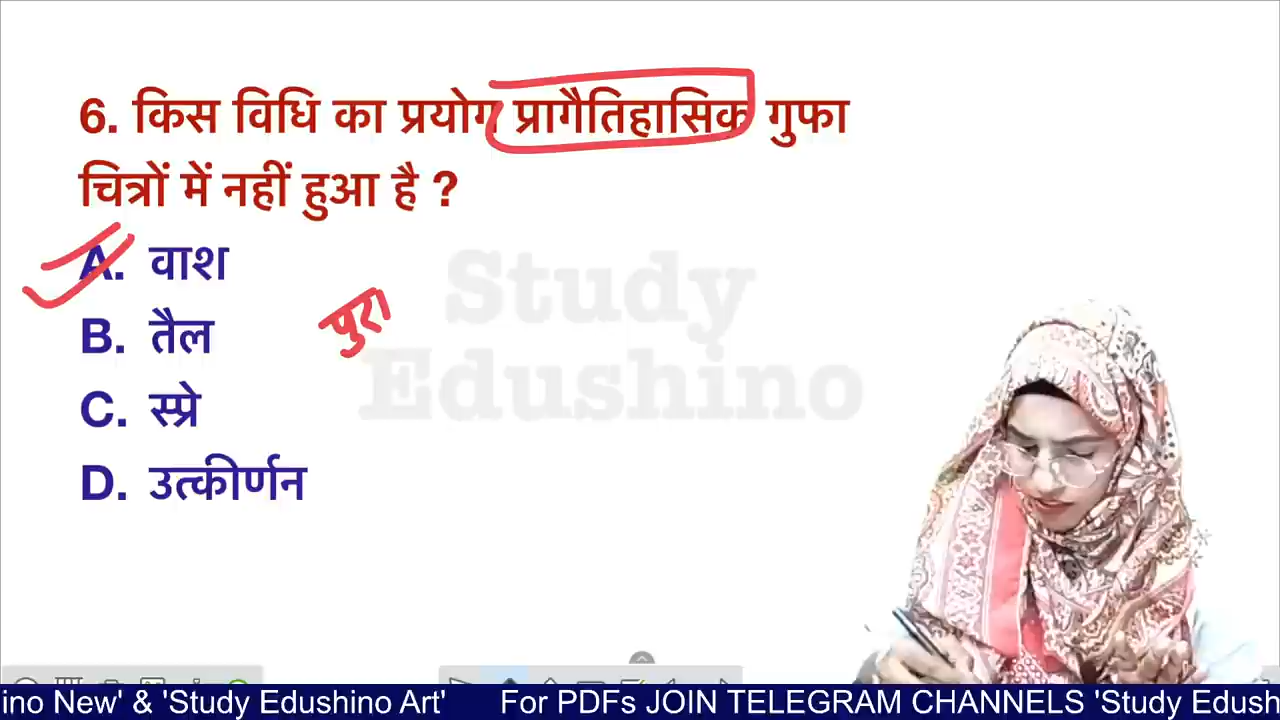 6. किस विधि का प्रयोग प्रागैतिहासिक गुफा
चित्रों में नहीं हुआ है ?
A. वाश
B. तैल
C. स्प्रे
D. उत्कीर्णन
पुरा
Study
Edushino
ino New' & 'Study Edushino Art' For PDFs JOIN TELEGRAM CHANNELS 'Study Edush